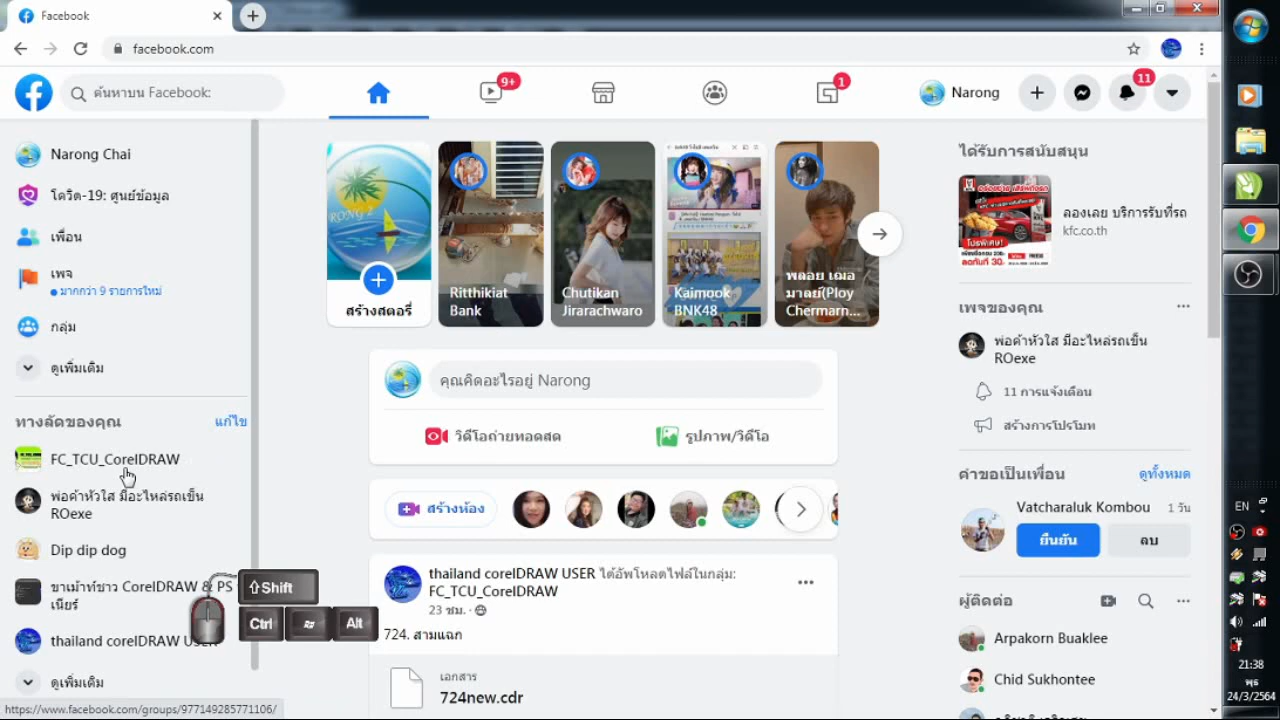 Facebook
facebook.com
ค้นหาบน Facebook:
9+
1
Narong
11
Narong Chai
โควิด-19: ศูนย์ข้อมูล
เพื่อน
เพจ
มากกว่า 9 รายการใหม่
กลุ่ม
ดูเพิ่มเติม
ทางลัดของคุณ
แก้ไข
FC_TCU_CorelDRAW
พ่อค้าหัวใส มีอะไหล่รถเข็น
ROexe
Dip dip dog
ขาเม้าท์ชาว CorelDRAW & PS
เนียร์
thailand corelDRAW USER
ดูเพิ่มเติม
https://www.facebook.com/groups/977149285771106/
Shift
Ctrl
Alt
สร้างสตอรี่
Ritthikiat
Bank
Chutikan
Jirarachwaro
Kaimook
BNK48
พลอย เฌอ
มาลย์(Ploy
Chermarn...
คุณคิดอะไรอยู่ Narong
วิดีโอถ่ายทอดสด
รูปภาพ/วิดีโอ
สร้างห้อง
thailand corelDRAW USER ได้อัพโหลดไฟล์ในกลุ่ม:
FC_TCU_CorelDRAW
23 ชม.
724. สามแฉก
เอกสาร
724new.cdr
ได้รับการสนับสนุน
ลองเลย บริการรับที่รถ
kfc.co.th
เพจของคุณ
พ่อค้าหัวใส มีอะไหล่รถเข็น
ROexe
11 การแจ้งเตือน
สร้างการโปรโมท
คำขอเป็นเพื่อน
ดูทั้งหมด
Vatcharaluk Kombou
1 วัน
ยืนยัน
ลบ
ผู้ติดต่อ
Arpakorn Buaklee
Chid Sukhontee
EN
21:38
พุธ
24/3/2564